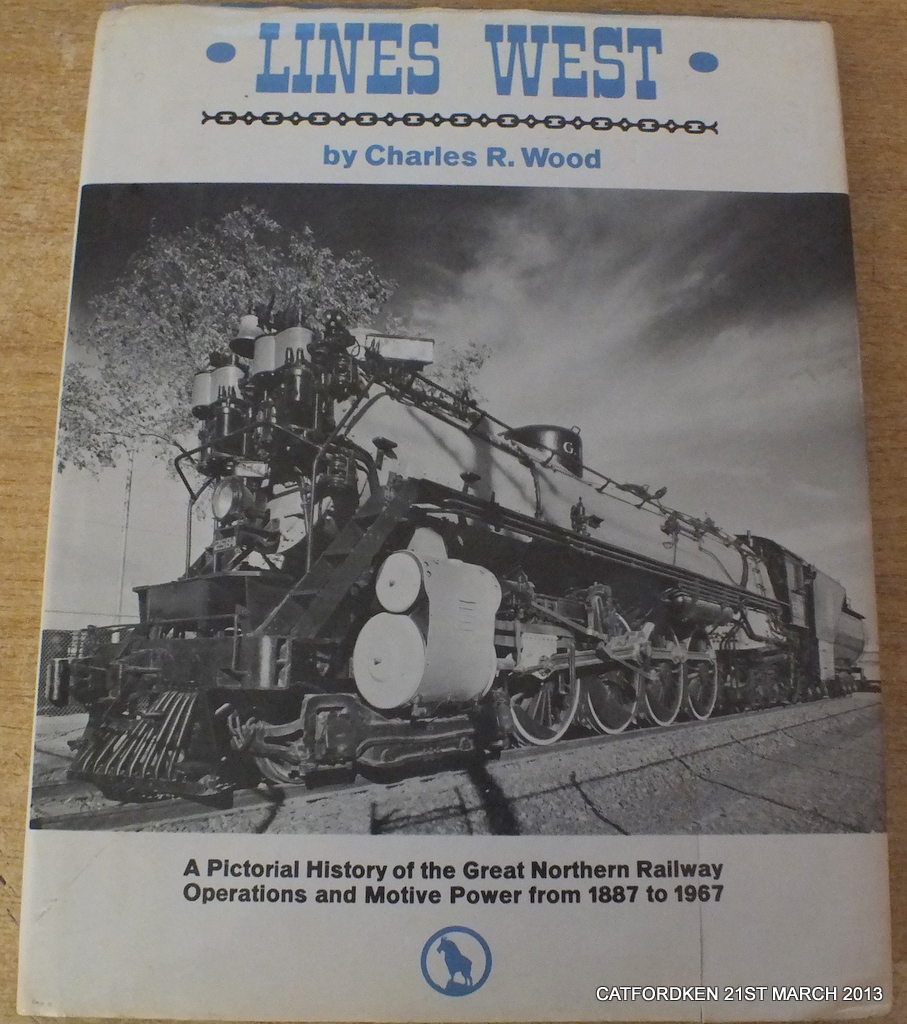 • LINES WEST •
by Charles R. Wood
G
2584
A Pictorial History of the Great Northern Railway
Operations and Motive Power from 1887 to 1967
CATFORDKEN 21ST MARCH 2013